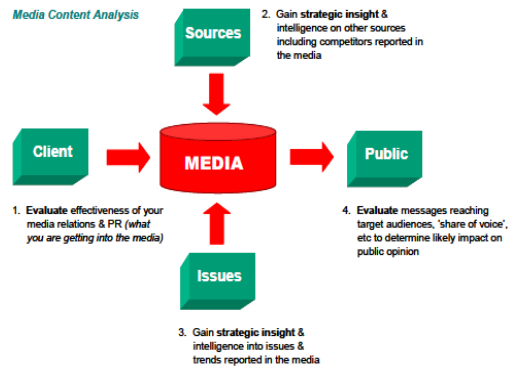 Media Content Analysis
Sources
2. Gain strategic insight &
intelligence on other sources
including competitors reported in
the media
Client
MEDIA
Public
1. Evaluate effectiveness of your
media relations & PR (what
you are getting into the media)
4. Evaluate messages reaching
target audiences, 'share of voice',
etc to determine likely impact on
public opinion
Issues
3. Gain strategic insight &
intelligence into issues &
trends reported in the media